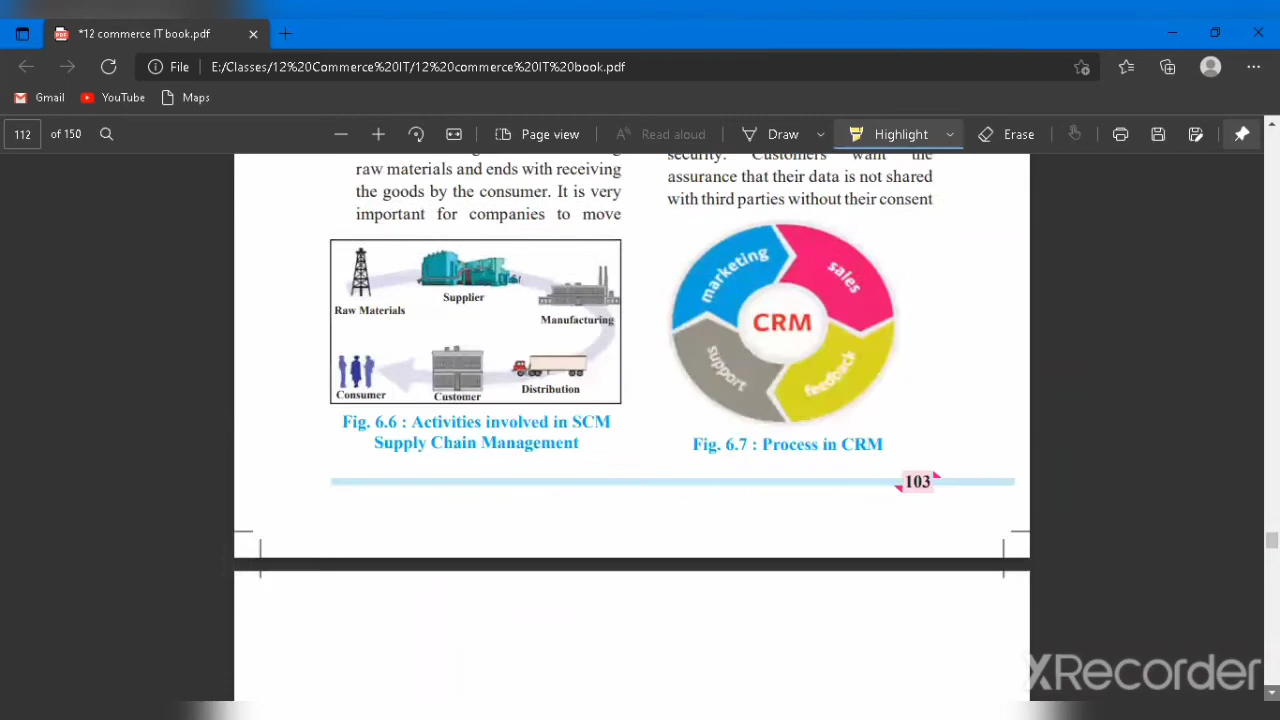 *12 commerce IT book.pdf
File
E:/Classes/12%20Commerce%20IT/12%20commerce%20IT%20book.pdf
Gmail
YouTube
Maps
112 of 150
Page view
Read aloud
Draw
Highlight
Erase
raw materials and ends with receiving
the goods by the consumer. It is very
important for companies to move
Raw Materials
Supplier
Manufacturing
Distribution
Customer
Consumer
Fig. 6.6 : Activities involved in SCM
Supply Chain Management
security. Customers want the
assurance that their data is not shared
with third parties without their consent
marketing
sales
CRM
support
feedback
Fig. 6.7 : Process in CRM
103
XRecorder